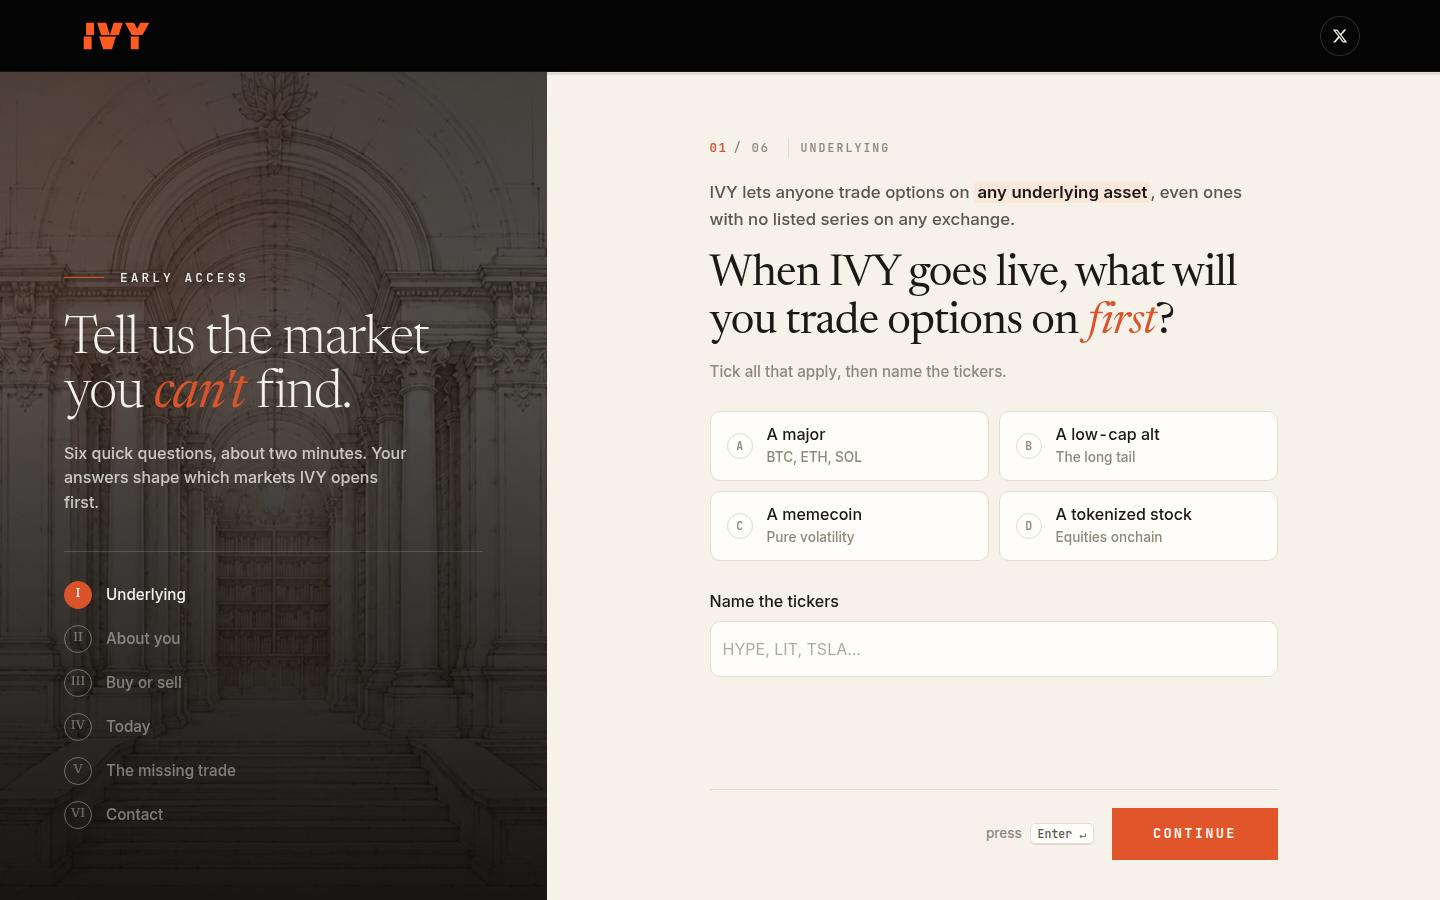 IVY
EARLY ACCESS
Tell us the market
you can't find.
Six quick questions, about two minutes. Your
answers shape which markets IVY opens
first.
I Underlying
II About you
III Buy or sell
IV Today
V The missing trade
VI Contact
01 / 06 UNDERLYING
IVY lets anyone trade options on any underlying asset, even ones
with no listed series on any exchange.
When IVY goes live, what will
you trade options on first?
Tick all that apply, then name the tickers.
A A major
BTC, ETH, SOL
B A low-cap alt
The long tail
C A memecoin
Pure volatility
D A tokenized stock
Equities onchain
Name the tickers
HYPE, LIT, TSLA...
press Enter ↵
CONTINUE